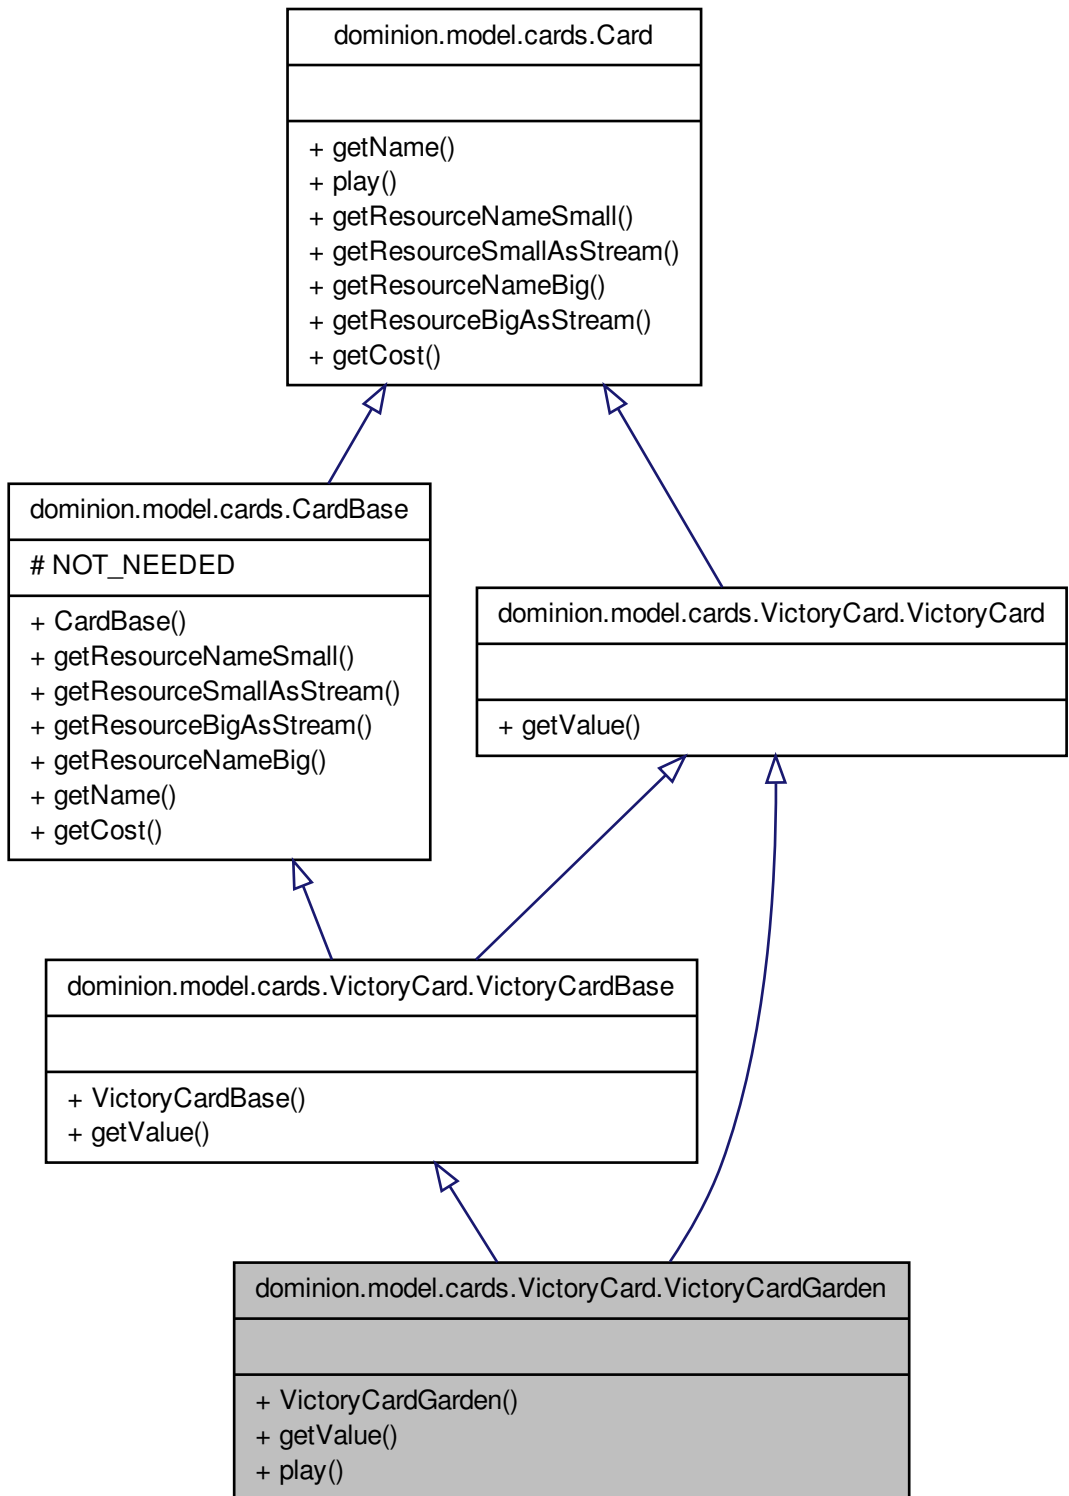 dominion.model.cards.Card
+ getName()
+ play()
+ getResourceNameSmall()
+ getResourceSmallAsStream()
+ getResourceNameBig()
+ getResourceBigAsStream()
+ getCost()
dominion.model.cards.CardBase
# NOT_NEEDED
+ CardBase()
+ getResourceNameSmall()
+ getResourceSmallAsStream()
+ getResourceBigAsStream()
+ getResourceNameBig()
+ getName()
+ getCost()
dominion.model.cards.VictoryCard.VictoryCard
+ getValue()
dominion.model.cards.VictoryCard.VictoryCardBase
+ VictoryCardBase()
+ getValue()
dominion.model.cards.VictoryCard.VictoryCardGarden
+ VictoryCardGarden()
+ getValue()
+ play()